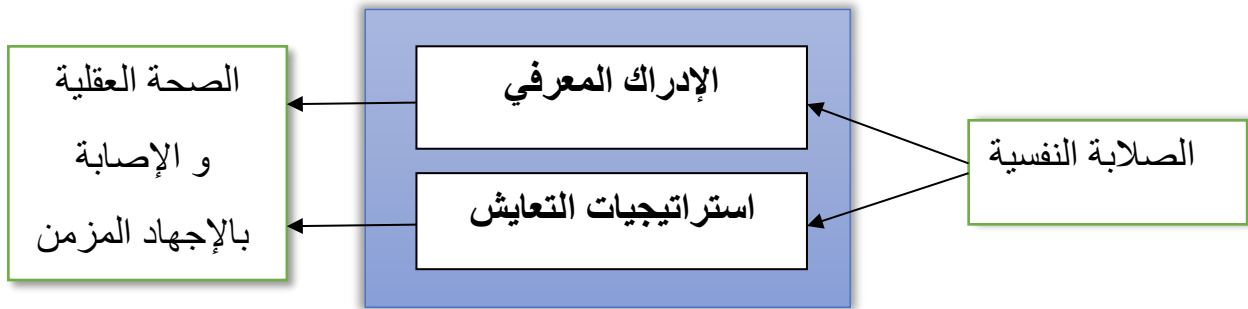 الصلابة النفسية
الإدراك المعرفي
استراتيجيات التعايش
الصحة العقلية
و الإصابة
بالإجهاد المزمن